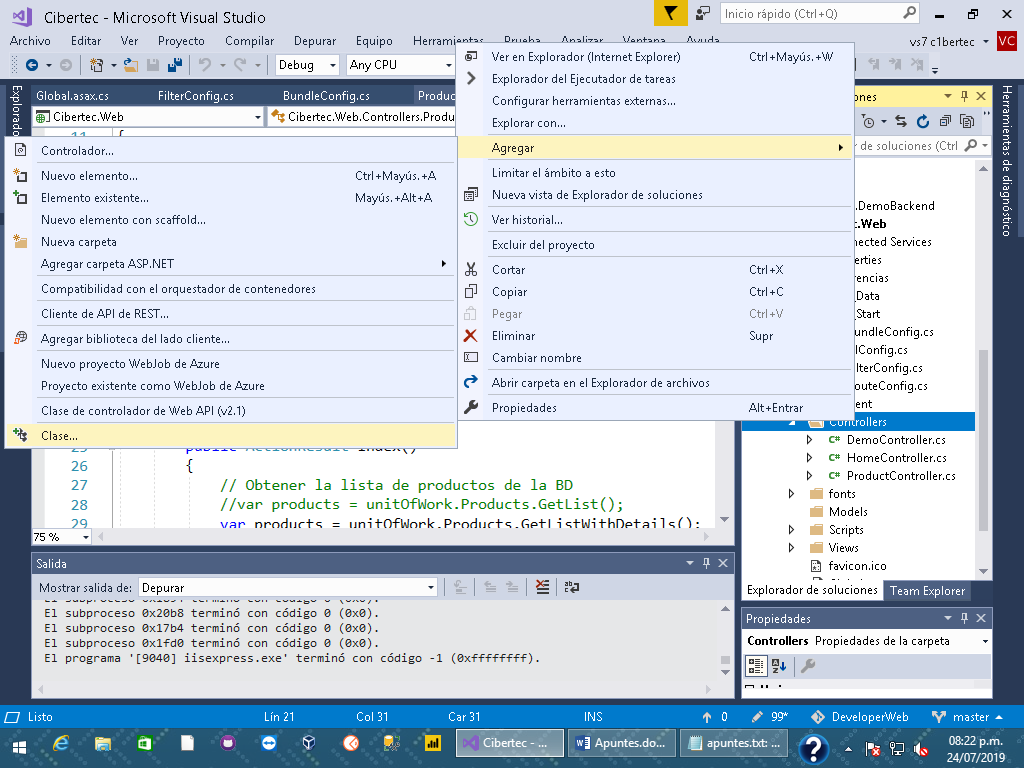 Cibertec - Microsoft Visual Studio
Inicio rápido (Ctrl+Q)
Archivo Editar Ver Proyecto Compilar Depurar Equipo Herramientas Prueba Analizar Ventana Ayuda
vs7 c1bertec VC
Debug Any CPU
Explorado
Global.asax.cs FilterConfig.cs BundleConfig.cs Produc
Cibertec.Web Cibertec.Web.Controllers.Produ
11 {
Ver en Explorador (Internet Explorer) Ctrl+Mayús.+W
Explorador del Ejecutador de tareas
Configurar herramientas externas...
Explorar con...
Agregar
Limitar el ámbito a esto
Nueva vista de Explorador de soluciones
Ver historial...
Excluir del proyecto
Cortar Ctrl+X
Copiar Ctrl+C
Pegar Ctrl+V
Eliminar Supr
Cambiar nombre
Abrir carpeta en el Explorador de archivos
Propiedades Alt+Entrar
Controlador...
Nuevo elemento... Ctrl+Mayús.+A
Elemento existente... Mayús.+Alt+A
Nuevo elemento con scaffold...
Nueva carpeta
Agregar carpeta ASP.NET
Compatibilidad con el orquestador de contenedores
Cliente de API de REST...
Agregar biblioteca del lado cliente...
Nuevo proyecto WebJob de Azure
Proyecto existente como WebJob de Azure
Clase de controlador de Web API (v2.1)
Clase...
25 public ActionResult Index()
26 {
27 // Obtener la lista de productos de la BD
28 //var products = unitOfWork.Products.GetList();
29 var products = unitOfWork.Products.GetListWithDetails();
75 %
ones
r de soluciones (Ctrl
.DemoBackend
c.Web
nected Services
erties
rencias
_Data
_Start
undleConfig.cs
lConfig.cs
lterConfig.cs
outeConfig.cs
ent
Controllers
C# DemoController.cs
C# HomeController.cs
C# ProductController.cs
fonts
Models
Scripts
Views
favicon.ico
Explorador de soluciones Team Explorer
Herramientas de diagnóstico
Propiedades
Controllers Propiedades de la carpeta
Salida
Mostrar salida de: Depurar
El subproceso 0x20b8 terminó con código 0 (0x0).
El subproceso 0x17b4 terminó con código 0 (0x0).
El subproceso 0x1fd0 terminó con código 0 (0x0).
El programa '[9040] iisexpress.exe' terminó con código -1 (0xffffffff).
Listo Lín 21 Col 31 Car 31 INS 0 99* DeveloperWeb master
Cibertec - ... Apuntes.do... apuntes.txt: ...
08:22 p.m.
24/07/2019